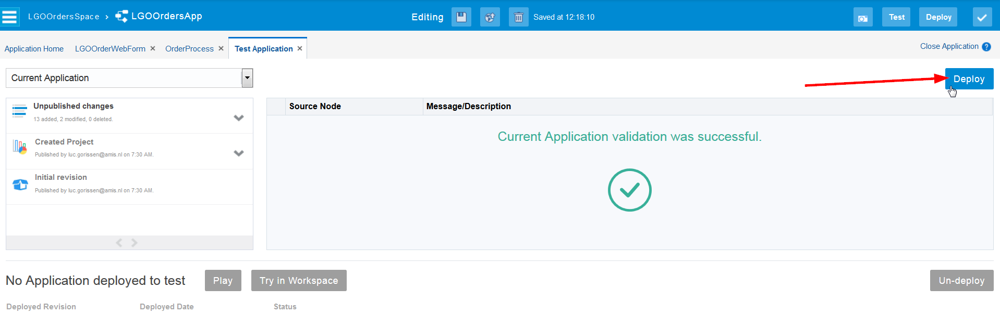 LGOOrdersSpace › LGOOrdersApp Editing Saved at 12:18:10 Test Deploy
Application Home LGOOrderWebForm × OrderProcess × Test Application × Close Application ?
Current Application Deploy
Unpublished changes
13 added, 2 modified, 0 deleted.
Created Project
Published by luc.gorissen@amis.nl on 7:30 AM.
Initial revision
Published by luc.gorissen@amis.nl on 7:30 AM.
Source Node Message/Description
Current Application validation was successful.
No Application deployed to test Play Try in Workspace Un-deploy
Deployed Revision Deployed Date Status